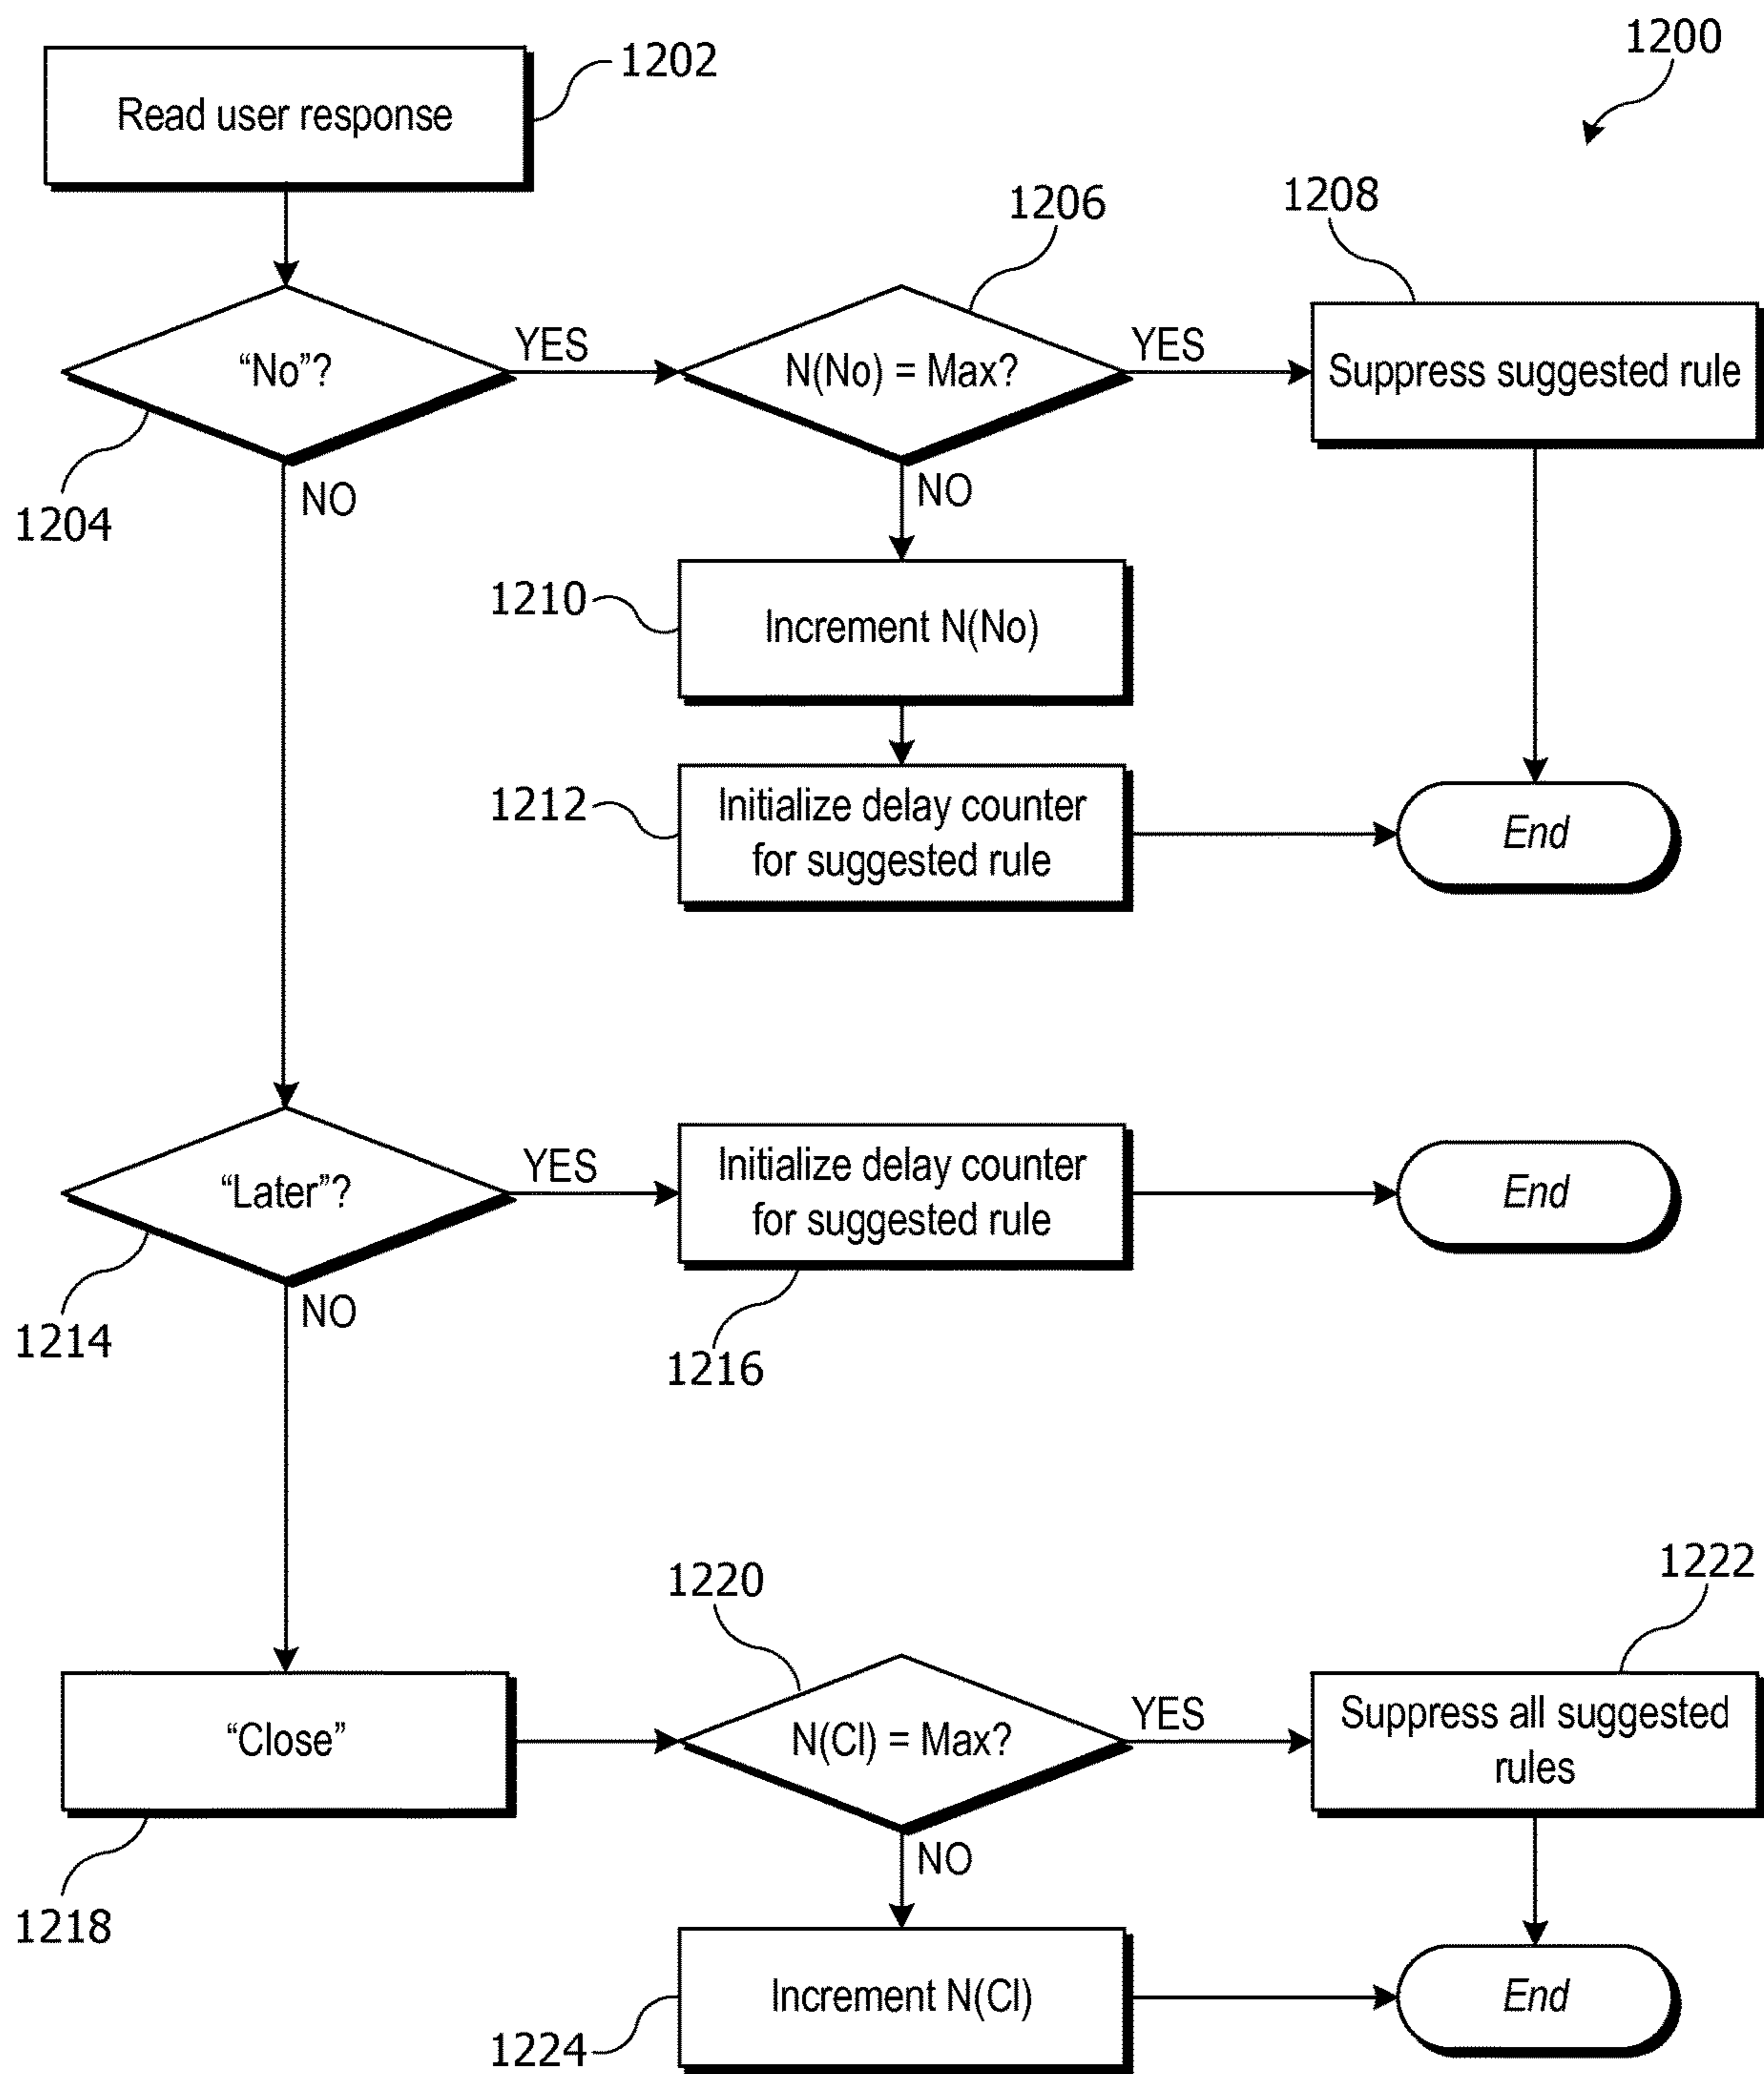 1200
1202
Read user response
1206
1208
“No”?
YES
N(No) = Max?
YES
Suppress suggested rule
1204
NO
NO
1210
Increment N(No)
1212
Initialize delay counter
for suggested rule
End
“Later”?
YES
Initialize delay counter
for suggested rule
End
1214
NO
1216
1220
1222
“Close”
N(Cl) = Max?
YES
Suppress all suggested
rules
1218
NO
Increment N(Cl)
End
1224